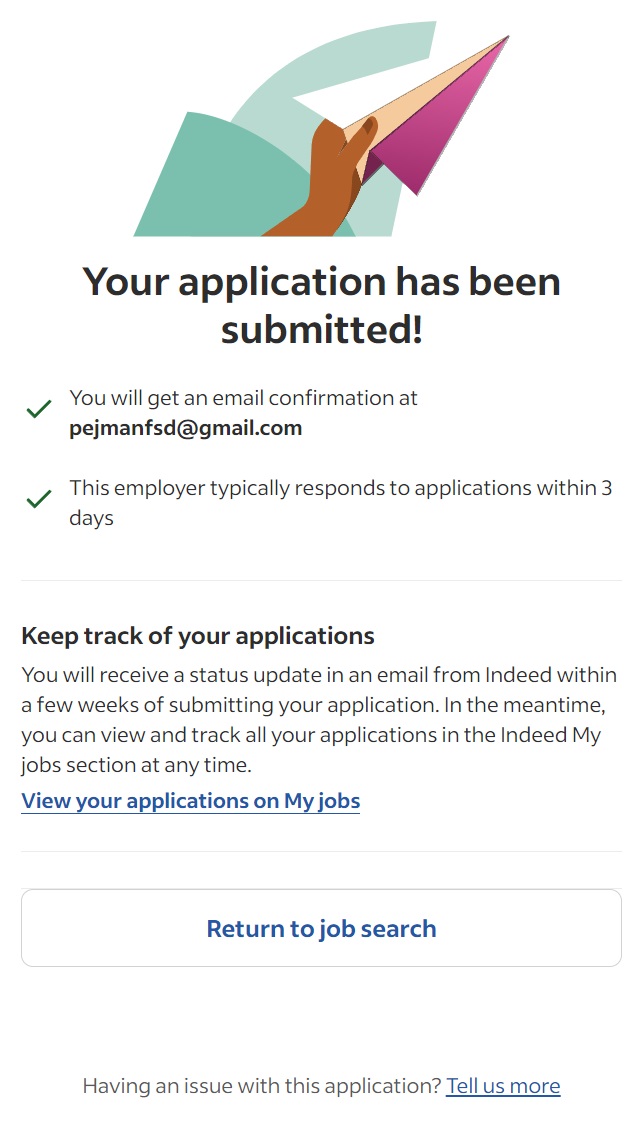 Your application has been
submitted!
You will get an email confirmation at
pejmanfsd@gmail.com
This employer typically responds to applications within 3
days
Keep track of your applications
You will receive a status update in an email from Indeed within
a few weeks of submitting your application. In the meantime,
you can view and track all your applications in the Indeed My
jobs section at any time.
View your applications on My jobs
Return to job search
Having an issue with this application? Tell us more